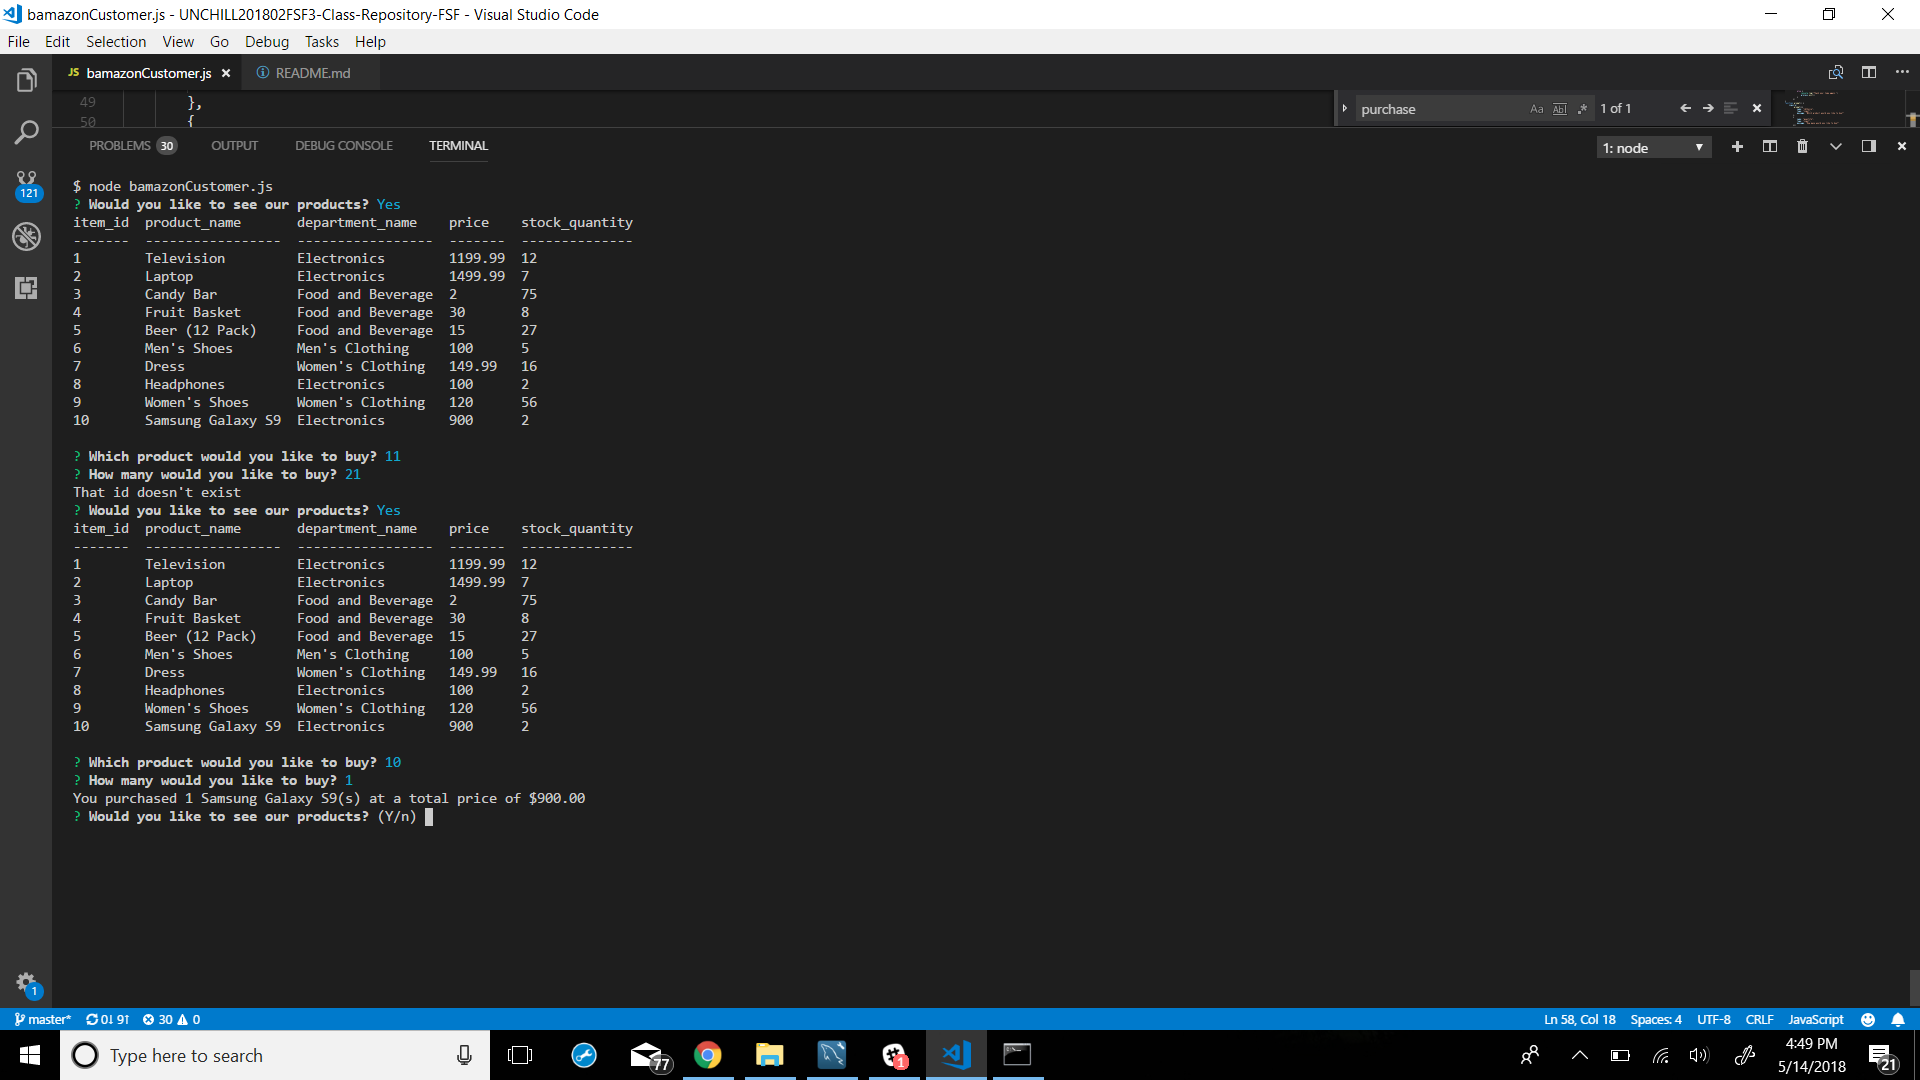 bamazonCustomer.js - UNCHILL201802FSF3-Class-Repository-FSF - Visual Studio Code
File Edit Selection View Go Debug Tasks Help
JS bamazonCustomer.js README.md
49 },
50 {
purchase Aa Abl .* 1 of 1
PROBLEMS 30 OUTPUT DEBUG CONSOLE TERMINAL 1: node
$ node bamazonCustomer.js
? Would you like to see our products? Yes
item_id  product_name       department_name    price    stock_quantity
-------  -----------------  -----------------  -------  --------------
1        Television         Electronics        1199.99  12
2        Laptop             Electronics        1499.99  7
3        Candy Bar          Food and Beverage  2        75
4        Fruit Basket       Food and Beverage  30       8
5        Beer (12 Pack)     Food and Beverage  15       27
6        Men's Shoes        Men's Clothing     100      5
7        Dress              Women's Clothing   149.99   16
8        Headphones         Electronics        100      2
9        Women's Shoes      Women's Clothing   120      56
10       Samsung Galaxy S9  Electronics        900      2
? Which product would you like to buy? 11
? How many would you like to buy? 21
That id doesn't exist
? Would you like to see our products? Yes
item_id  product_name       department_name    price    stock_quantity
-------  -----------------  -----------------  -------  --------------
1        Television         Electronics        1199.99  12
2        Laptop             Electronics        1499.99  7
3        Candy Bar          Food and Beverage  2        75
4        Fruit Basket       Food and Beverage  30       8
5        Beer (12 Pack)     Food and Beverage  15       27
6        Men's Shoes        Men's Clothing     100      5
7        Dress              Women's Clothing   149.99   16
8        Headphones         Electronics        100      2
9        Women's Shoes      Women's Clothing   120      56
10       Samsung Galaxy S9  Electronics        900      2
? Which product would you like to buy? 10
? How many would you like to buy? 1
You purchased 1 Samsung Galaxy S9(s) at a total price of $900.00
? Would you like to see our products? (Y/n)
121
1
master* 0↓ 9↑ 30 0 Ln 58, Col 18 Spaces: 4 UTF-8 CRLF JavaScript
Type here to search 77 1 4:49 PM
5/14/2018 21